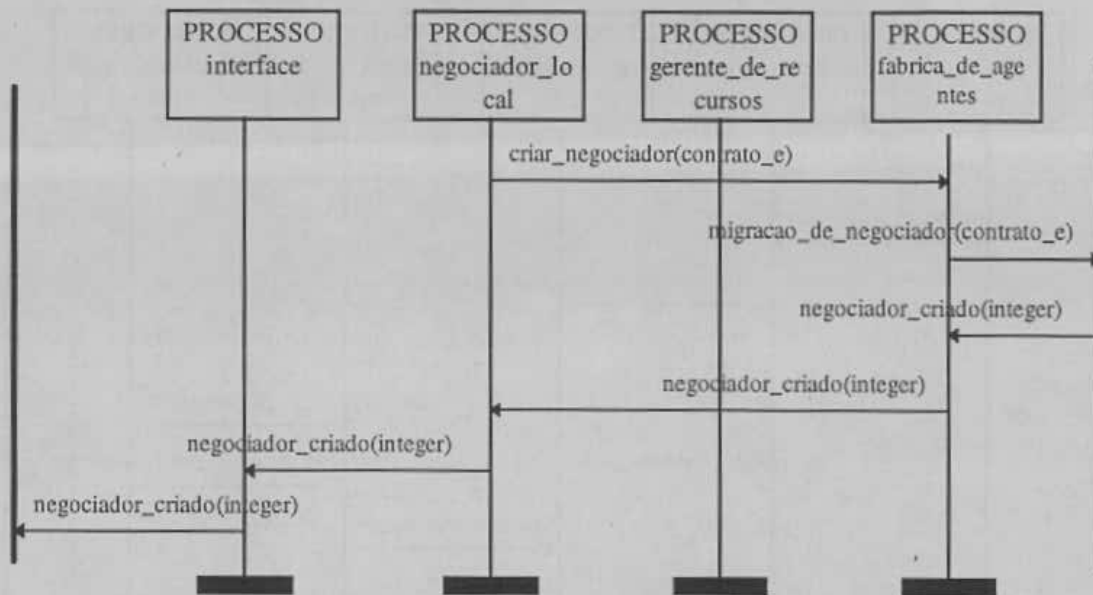 PROCESSO
interface
PROCESSO
negociador_lo
cal
PROCESSO
gerente_de_re
cursos
PROCESSO
fabrica_de_age
ntes
criar_negociador(contrato_e)
migracao_de_negociador(contrato_e)
negociador_criado(integer)
negociador_criado(integer)
negociador_criado(integer)
negociador_criado(integer)